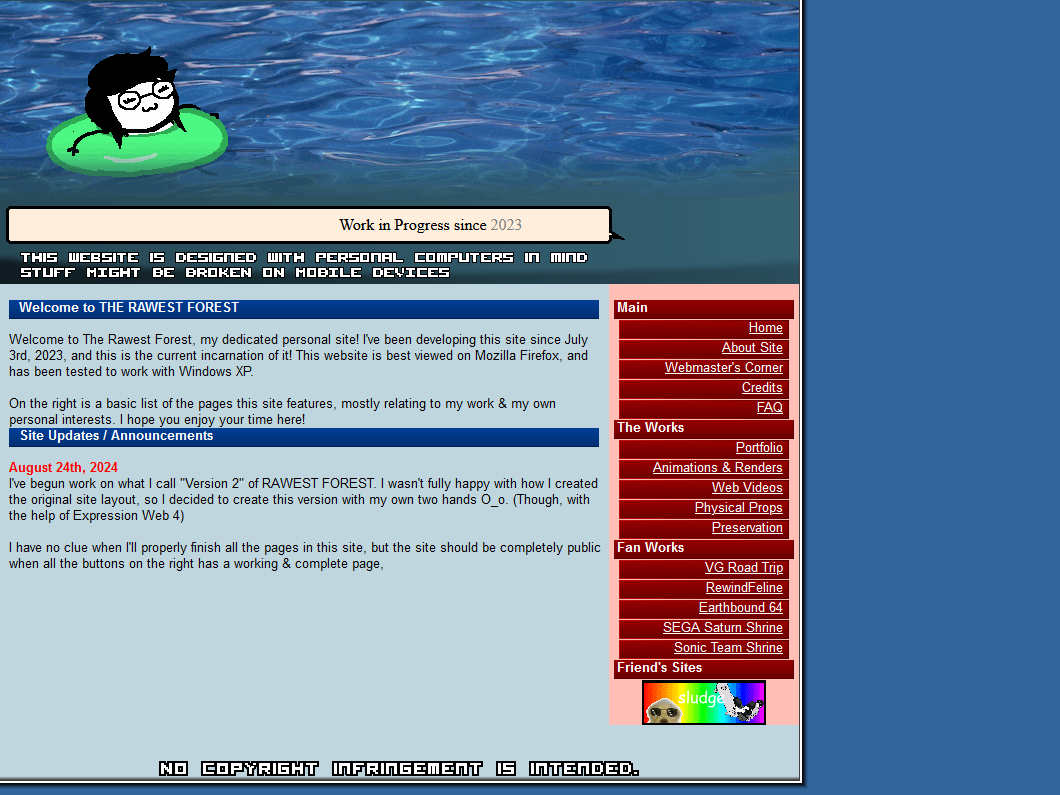 Work in Progress since 2023
THIS WEBSITE IS DESIGNED WITH PERSONAL COMPUTERS IN MIND
STUFF MIGHT BE BROKEN ON MOBILE DEVICES
Welcome to THE RAWEST FOREST
Welcome to The Rawest Forest, my dedicated personal site! I've been developing this site since July
3rd, 2023, and this is the current incarnation of it! This website is best viewed on Mozilla Firefox, and
has been tested to work with Windows XP.
On the right is a basic list of the pages this site features, mostly relating to my work & my own
personal interests. I hope you enjoy your time here!
Site Updates / Announcements
August 24th, 2024
I've begun work on what I call "Version 2" of RAWEST FOREST. I wasn't fully happy with how I created
the original site layout, so I decided to create this version with my own two hands O_o. (Though, with
the help of Expression Web 4)
I have no clue when I'll properly finish all the pages in this site, but the site should be completely public
when all the buttons on the right has a working & complete page,
Main
Home
About Site
Webmaster's Corner
Credits
FAQ
The Works
Portfolio
Animations & Renders
Web Videos
Physical Props
Preservation
Fan Works
VG Road Trip
RewindFeline
Earthbound 64
SEGA Saturn Shrine
Sonic Team Shrine
Friend's Sites
sludge
NO COPYRIGHT INFRINGEMENT IS INTENDED.